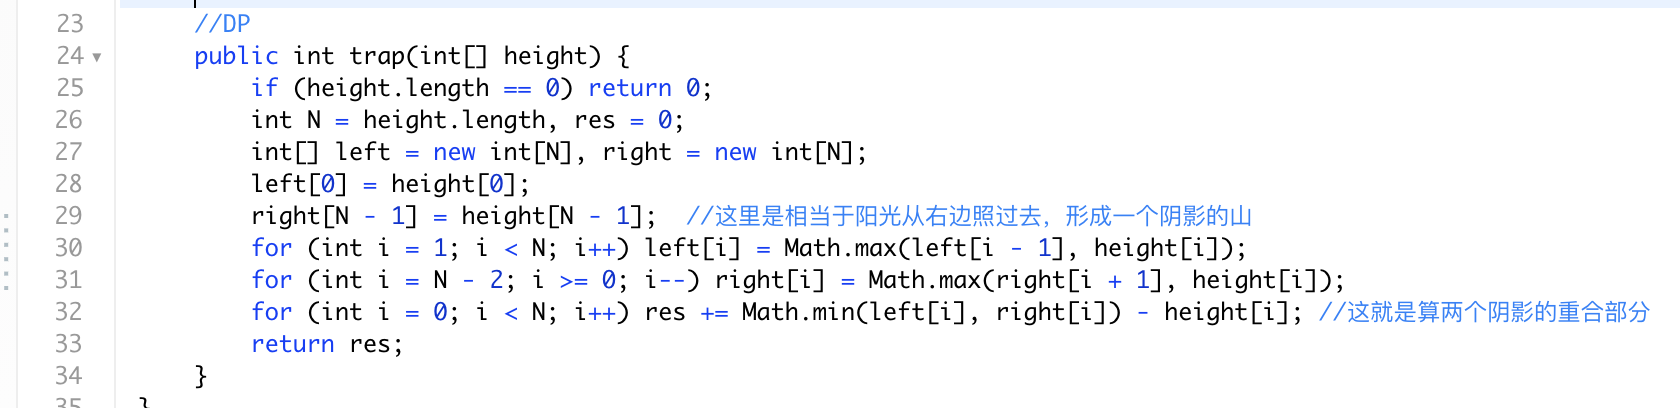 23 //DP
24 public int trap(int[] height) {
25 if (height.length == 0) return 0;
26 int N = height.length, res = 0;
27 int[] left = new int[N], right = new int[N];
28 left[0] = height[0];
29 right[N - 1] = height[N - 1]; //这里是相当于阳光从右边照过去，形成一个阴影的山
30 for (int i = 1; i < N; i++) left[i] = Math.max(left[i - 1], height[i]);
31 for (int i = N - 2; i >= 0; i--) right[i] = Math.max(right[i + 1], height[i]);
32 for (int i = 0; i < N; i++) res += Math.min(left[i], right[i]) - height[i]; //这就是算两个阴影的重合部分
33 return res;
34 }
35 }